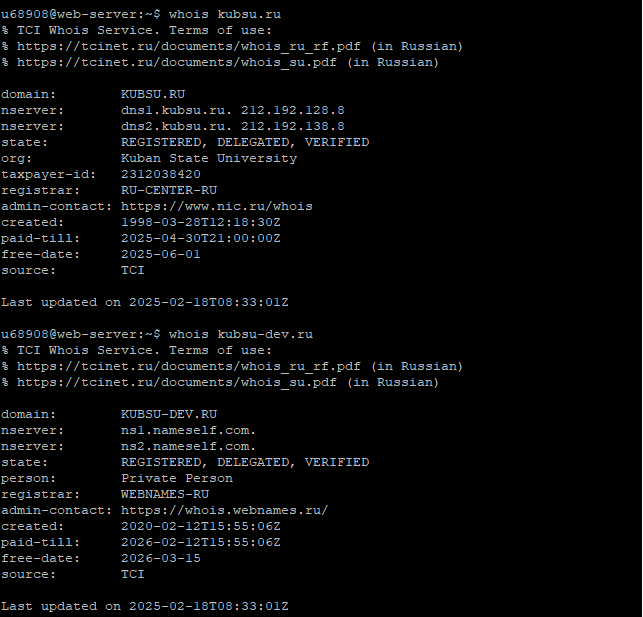 u68908@web-server:~$ whois kubsu.ru
% TCI Whois Service. Terms of use:
% https://tcinet.ru/documents/whois_ru_rf.pdf (in Russian)
% https://tcinet.ru/documents/whois_su.pdf (in Russian)

domain:        KUBSU.RU
nserver:       dns1.kubsu.ru. 212.192.128.8
nserver:       dns2.kubsu.ru. 212.192.138.8
state:         REGISTERED, DELEGATED, VERIFIED
org:           Kuban State University
taxpayer-id:   2312038420
registrar:     RU-CENTER-RU
admin-contact: https://www.nic.ru/whois
created:       1998-03-28T12:18:30Z
paid-till:     2025-04-30T21:00:00Z
free-date:     2025-06-01
source:        TCI

Last updated on 2025-02-18T08:33:01Z

u68908@web-server:~$ whois kubsu-dev.ru
% TCI Whois Service. Terms of use:
% https://tcinet.ru/documents/whois_ru_rf.pdf (in Russian)
% https://tcinet.ru/documents/whois_su.pdf (in Russian)

domain:        KUBSU-DEV.RU
nserver:       ns1.nameself.com.
nserver:       ns2.nameself.com.
state:         REGISTERED, DELEGATED, VERIFIED
person:        Private Person
registrar:     WEBNAMES-RU
admin-contact: https://whois.webnames.ru/
created:       2020-02-12T15:55:06Z
paid-till:     2026-02-12T15:55:06Z
free-date:     2026-03-15
source:        TCI

Last updated on 2025-02-18T08:33:01Z